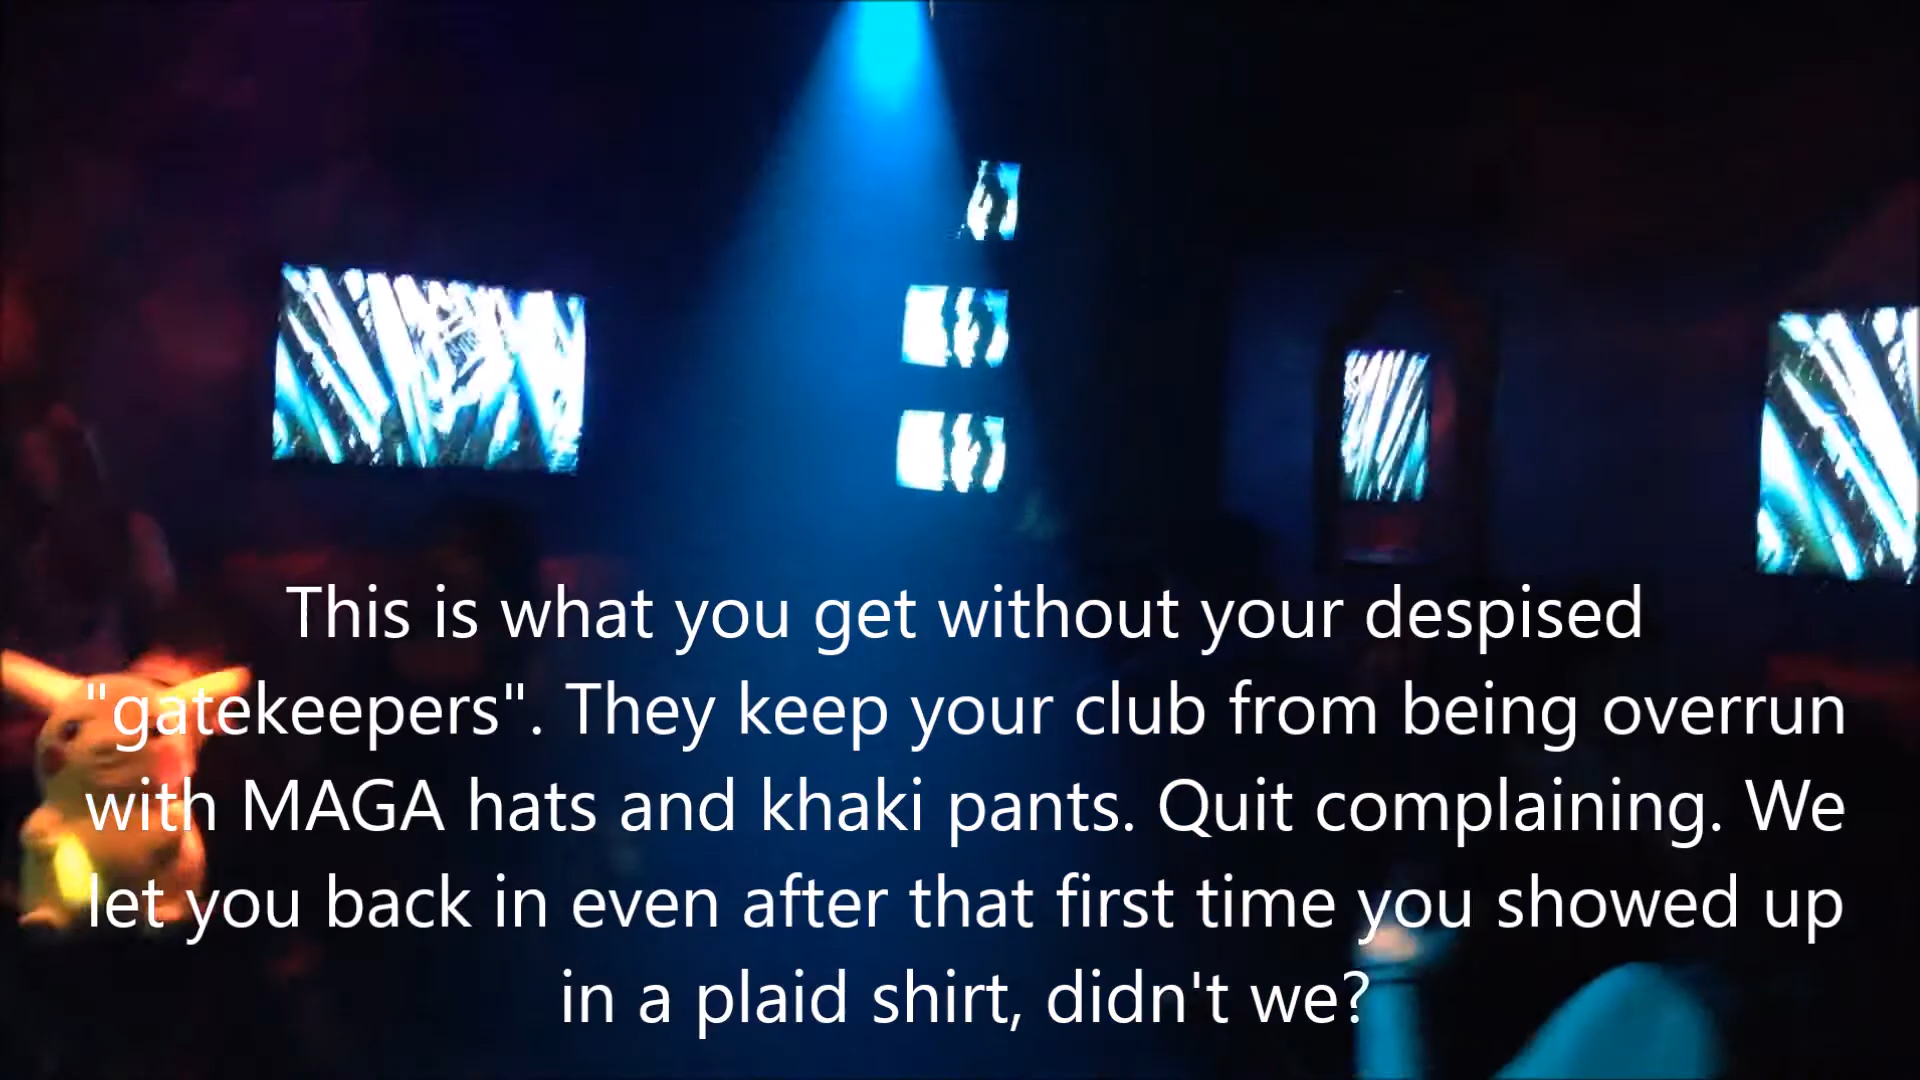 This is what you get without your despised
"gatekeepers". They keep your club from being overrun
with MAGA hats and khaki pants. Quit complaining. We
let you back in even after that first time you showed up
in a plaid shirt, didn't we?